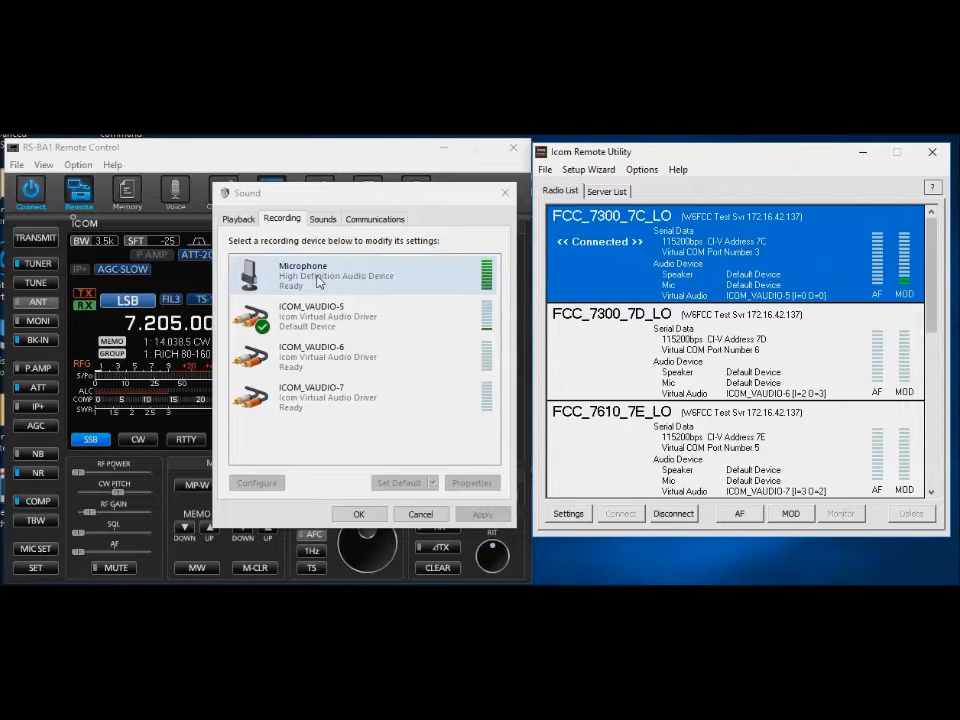 RS-BA1 Remote Control
File View Option Help
Connect Remote Memory Voice
ICOM
TRANSMIT
TUNER
TUNE
ANT
MONI
BK-IN
P.AMP
ATT
IP+
AGC
NB
NR
COMP
TBW
MIC SET
SET
BW 3.5k SFT -25
P.AMP ATT-20
IP+ AGC-SLOW
TX
RX
LSB FIL3 TS
7.205.00
MEMO 1: 14.038.5 CW
GROUP 1: RICH 80-160
RFG
S/Po
ALC
COMP
SWR
SSB CW RTTY
RF POWER
CW PITCH
RF GAIN
SQL
AF
MUTE
MP-W
MEMO
DOWN UP DOWN UP
MW M-CLR
AFC
1Hz
TS
⊿TX
CLEAR
RIT
Sound
Playback Recording Sounds Communications
Select a recording device below to modify its settings:
Microphone
High Definition Audio Device
Ready
ICOM_VAUDIO-5
Icom Virtual Audio Driver
Default Device
ICOM_VAUDIO-6
Icom Virtual Audio Driver
Ready
ICOM_VAUDIO-7
Icom Virtual Audio Driver
Ready
Configure Set Default Properties
OK Cancel Apply
Icom Remote Utility
File Setup Wizard Options Help
Radio List Server List ?
FCC_7300_7C_LO (W6FCC Test Svr 172.16.42.137)
<< Connected >>
Serial Data
115200bps CI-V Address 7C
Virtual COM Port Number 3
Audio Device
Speaker Default Device
Mic Default Device
Virtual Audio ICOM_VAUDIO-5 [I=0 O=0]
AF MOD
FCC_7300_7D_LO (W6FCC Test Svr 172.16.42.137)
Serial Data
115200bps CI-V Address 7D
Virtual COM Port Number 6
Audio Device
Speaker Default Device
Mic Default Device
Virtual Audio ICOM_VAUDIO-6 [I=2 O=3]
AF MOD
FCC_7610_7E_LO (W6FCC Test Svr 172.16.42.137)
Serial Data
115200bps CI-V Address 7E
Virtual COM Port Number 5
Audio Device
Speaker Default Device
Mic Default Device
Virtual Audio ICOM_VAUDIO-7 [I=3 O=2]
AF MOD
Settings Connect Disconnect AF MOD Monitor Delete